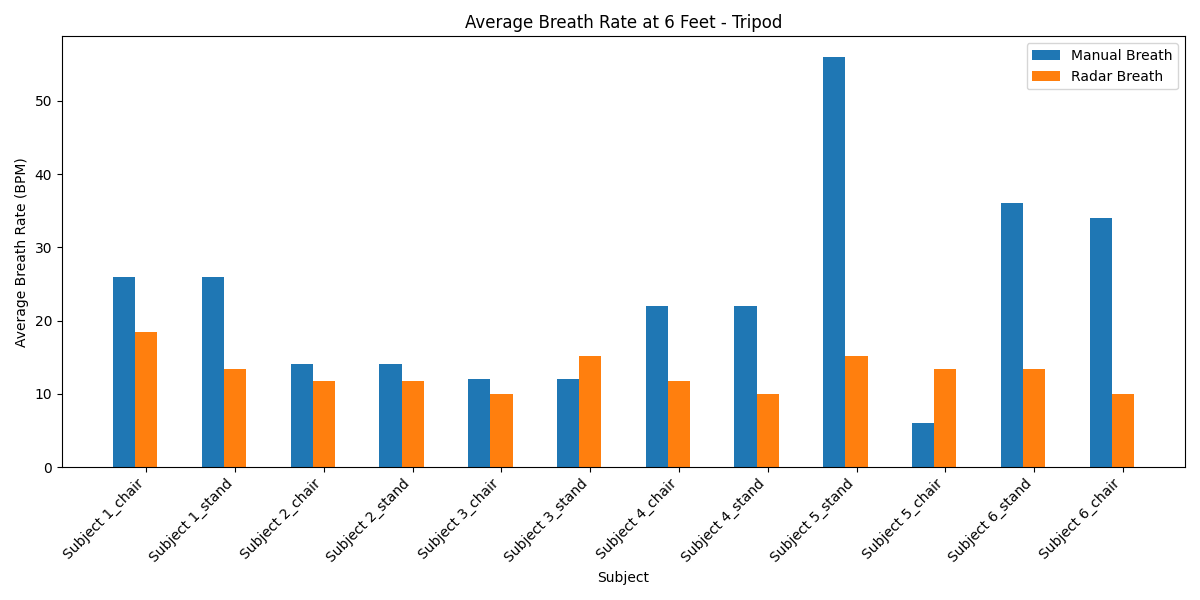 Average Breath Rate at 6 Feet - Tripod
Manual Breath
Radar Breath
Average Breath Rate (BPM)
50
40
30
20
10
0
Subject 1_chair
Subject 1_stand
Subject 2_chair
Subject 2_stand
Subject 3_chair
Subject 3_stand
Subject 4_chair
Subject 4_stand
Subject 5_stand
Subject 5_chair
Subject 6_stand
Subject 6_chair
Subject